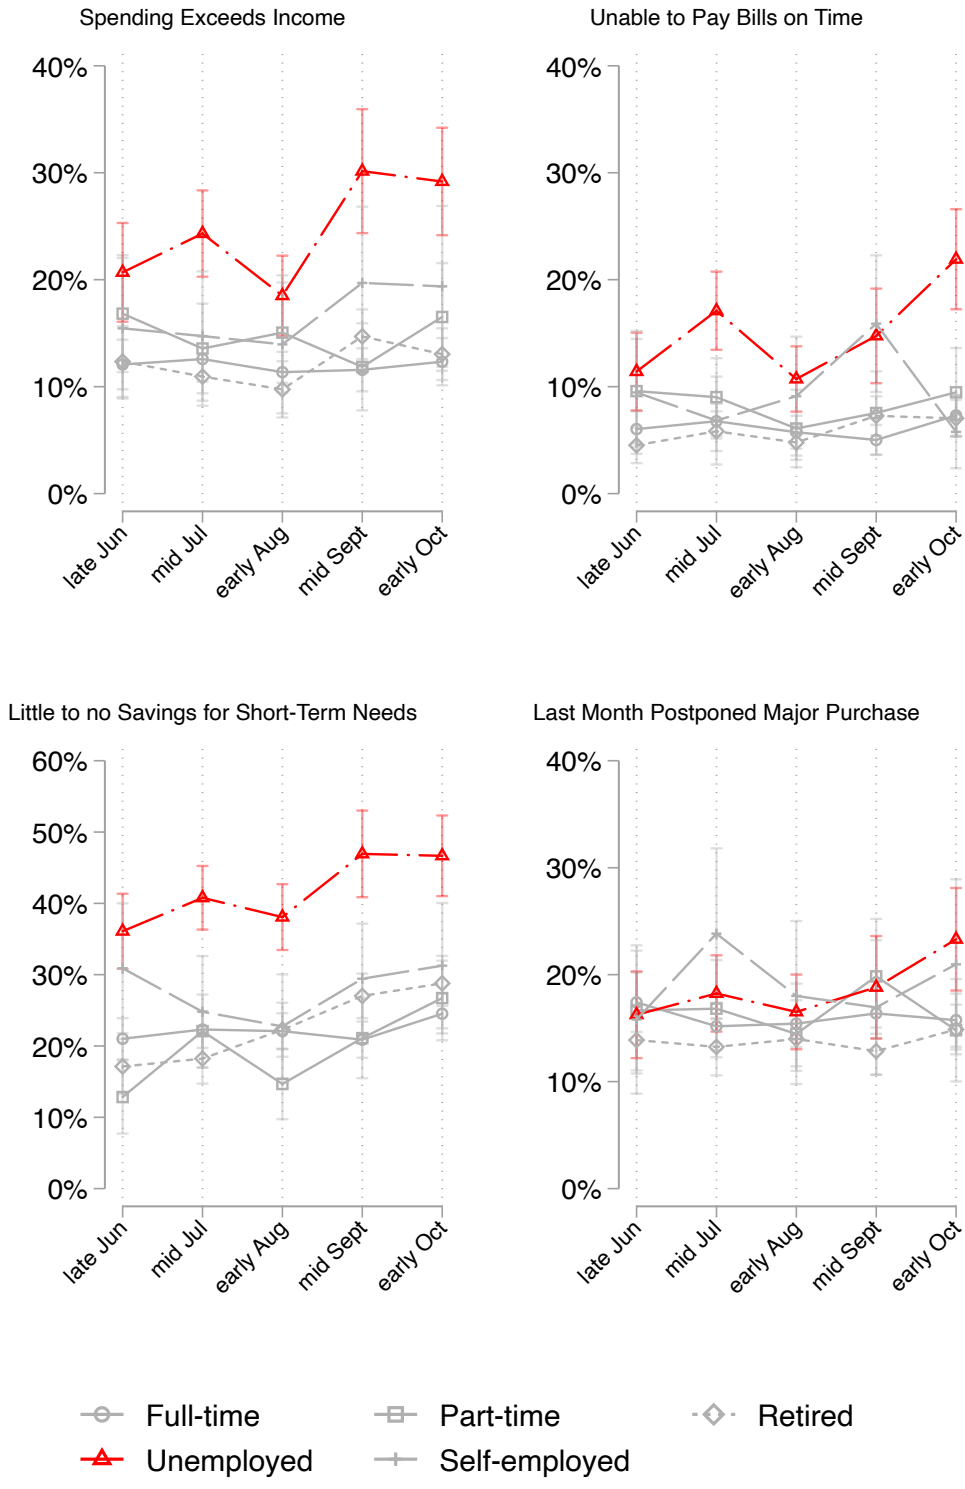 Spending Exceeds Income
40%
30%
20%
10%
0%
late Jun
mid Jul
early Aug
mid Sept
early Oct
Unable to Pay Bills on Time
40%
30%
20%
10%
0%
late Jun
mid Jul
early Aug
mid Sept
early Oct
Little to no Savings for Short-Term Needs
60%
50%
40%
30%
20%
10%
0%
late Jun
mid Jul
early Aug
mid Sept
early Oct
Last Month Postponed Major Purchase
40%
30%
20%
10%
0%
late Jun
mid Jul
early Aug
mid Sept
early Oct
Full-time
Part-time
Retired
Unemployed
Self-employed